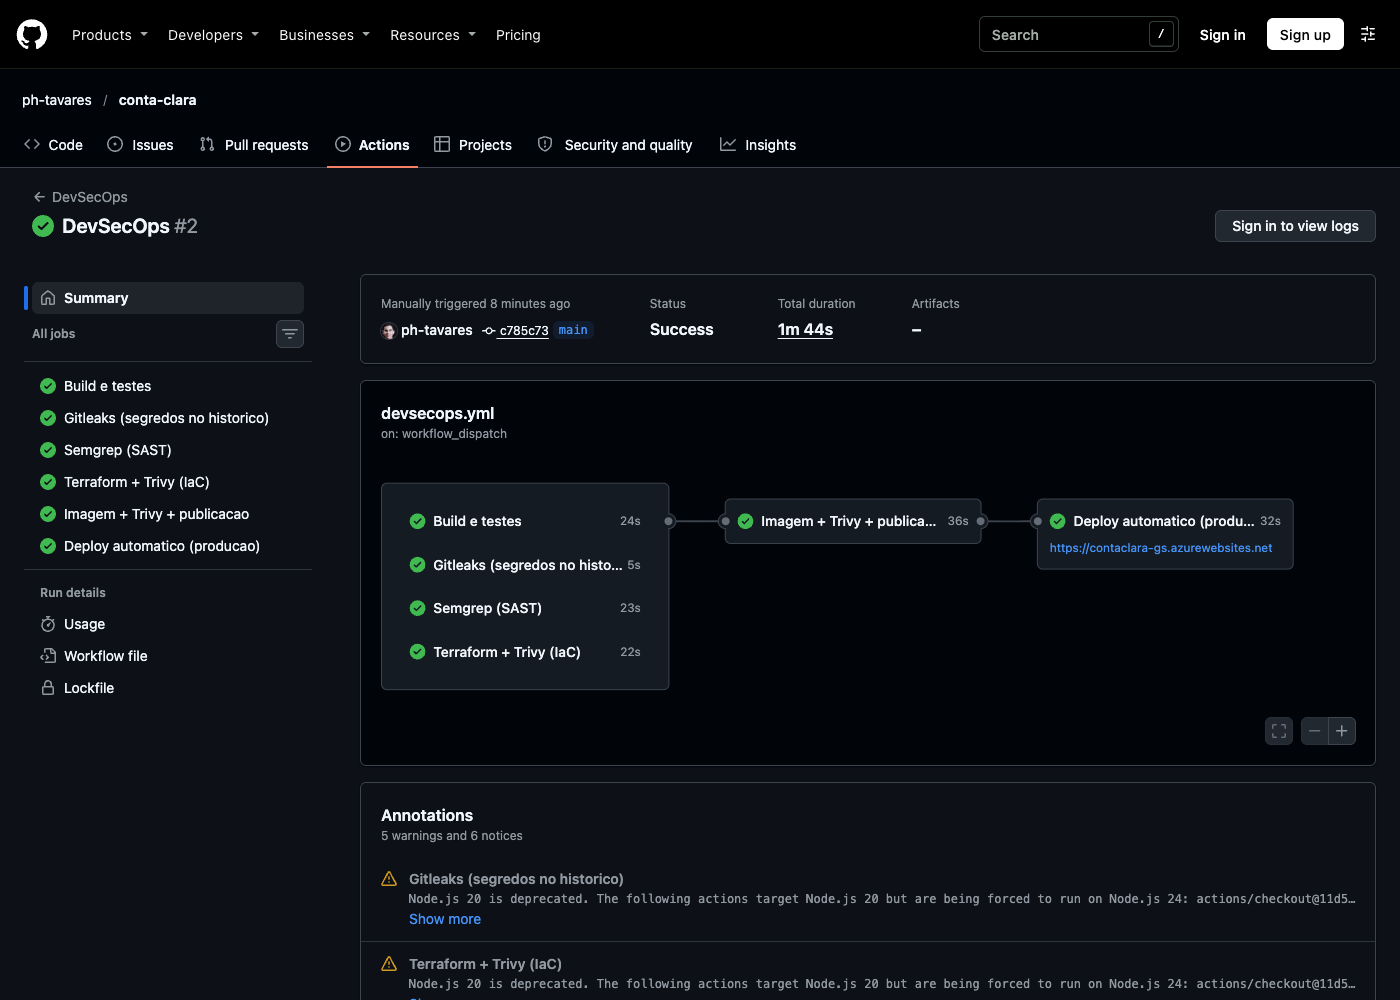 Products Developers Businesses Resources Pricing Search / Sign in Sign up
ph-tavares / conta-clara
Code Issues Pull requests Actions Projects Security and quality Insights
← DevSecOps
DevSecOps #2
Sign in to view logs
Summary
All jobs
Build e testes
Gitleaks (segredos no historico)
Semgrep (SAST)
Terraform + Trivy (IaC)
Imagem + Trivy + publicacao
Deploy automatico (producao)
Run details
Usage
Workflow file
Lockfile
Manually triggered 8 minutes ago
ph-tavares c785c73 main
Status
Success
Total duration
1m 44s
Artifacts
–
devsecops.yml
on: workflow_dispatch
Build e testes 24s
Gitleaks (segredos no histo... 5s
Semgrep (SAST) 23s
Terraform + Trivy (IaC) 22s
Imagem + Trivy + publica... 36s
Deploy automatico (produ... 32s
https://contaclara-gs.azurewebsites.net
Annotations
5 warnings and 6 notices
Gitleaks (segredos no historico)
Node.js 20 is deprecated. The following actions target Node.js 20 but are being forced to run on Node.js 24: actions/checkout@11d5…
Show more
Terraform + Trivy (IaC)
Node.js 20 is deprecated. The following actions target Node.js 20 but are being forced to run on Node.js 24: actions/checkout@11d5…